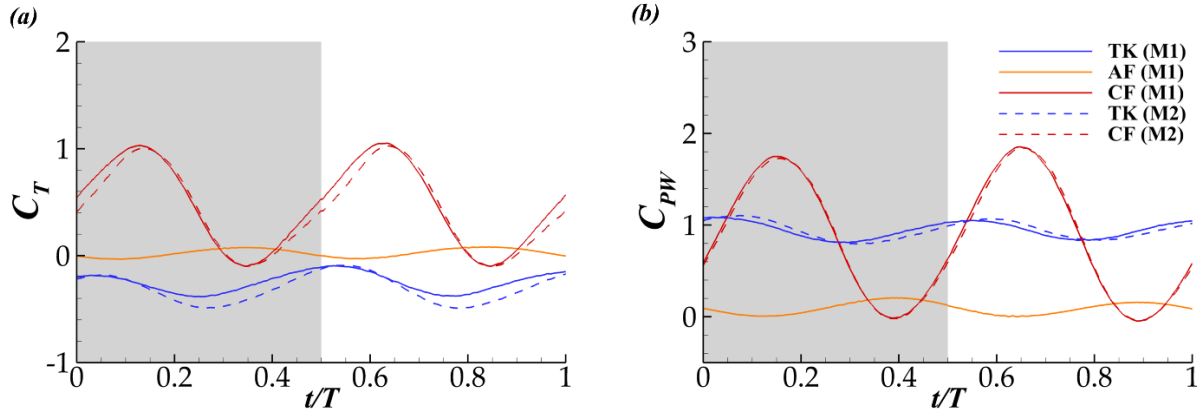 (a)
2
1
0
-1
C_T
0
0.2
0.4
0.6
0.8
1
t/T
(b)
3
2
1
0
C_PW
0
0.2
0.4
0.6
0.8
1
t/T
TK (M1)
AF (M1)
CF (M1)
TK (M2)
CF (M2)